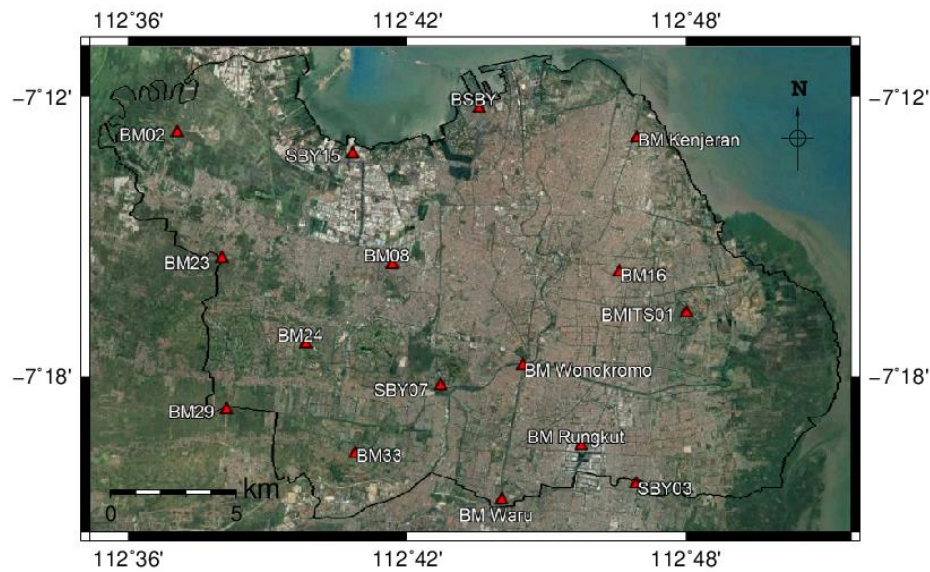 112°36' 112°42' 112°48'
-7°12' -7°12'
N
BSBY
BM02
BM Kenjeran
SBY15
BM23
BM08
BM16
BMITS01
BM24
BM Wonokromo
-7°18' -7°18'
SBY07
BM29
BM Rungkut
BM33
km
SBY03
0 5
BM Waru
112°36' 112°42' 112°48'